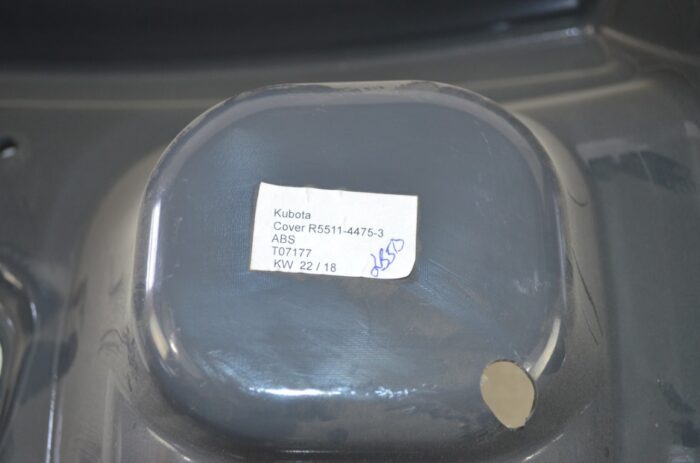 Kubota
Cover R5511-4475-3
ABS
T07177
KW 22 / 18